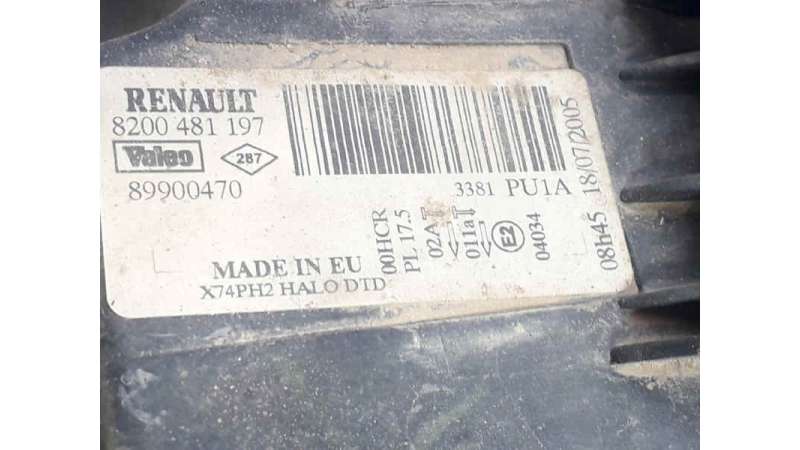 RENAULT
8200 481 197
Valeo 287
89900470
3381 PU1A
MADE IN EU
X74PH2 HALO DTD
00HCR
PL 17.5
02A
011a
E2
04034
08h45 18/07/2005